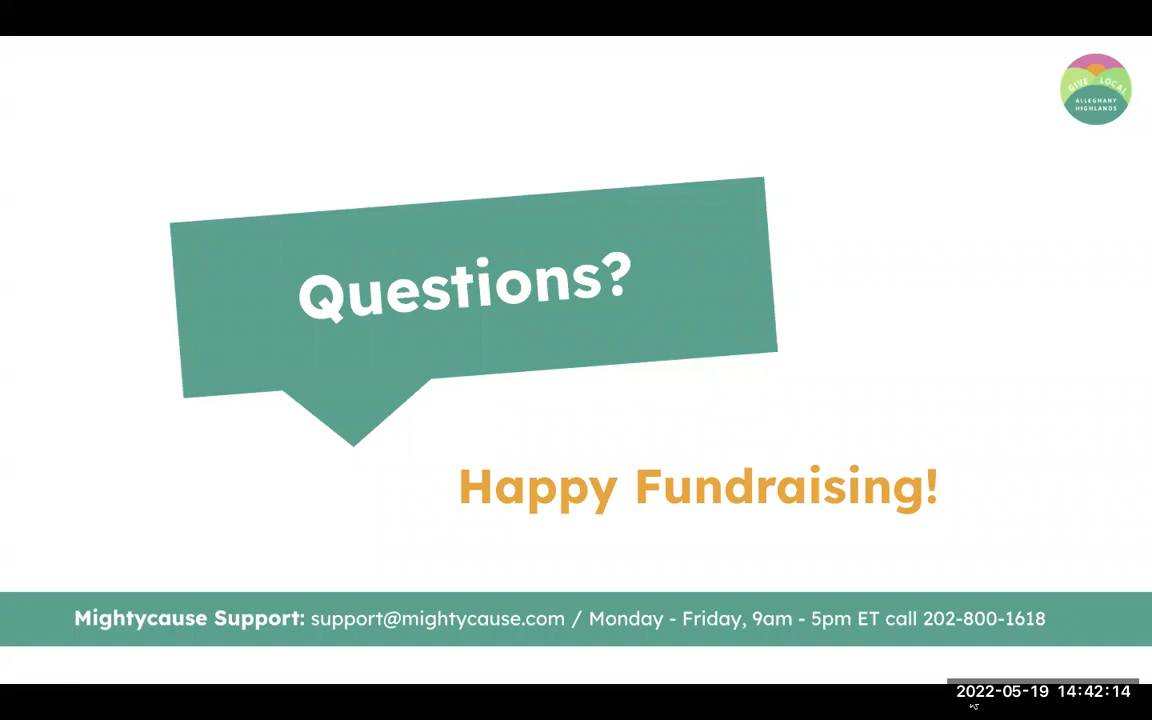 GIVE LOCAL
ALLEGHANY
HIGHLANDS
Questions?
Happy Fundraising!
Mightycause Support: support@mightycause.com / Monday - Friday, 9am - 5pm ET call 202-800-1618
2022-05-19 14:42:14